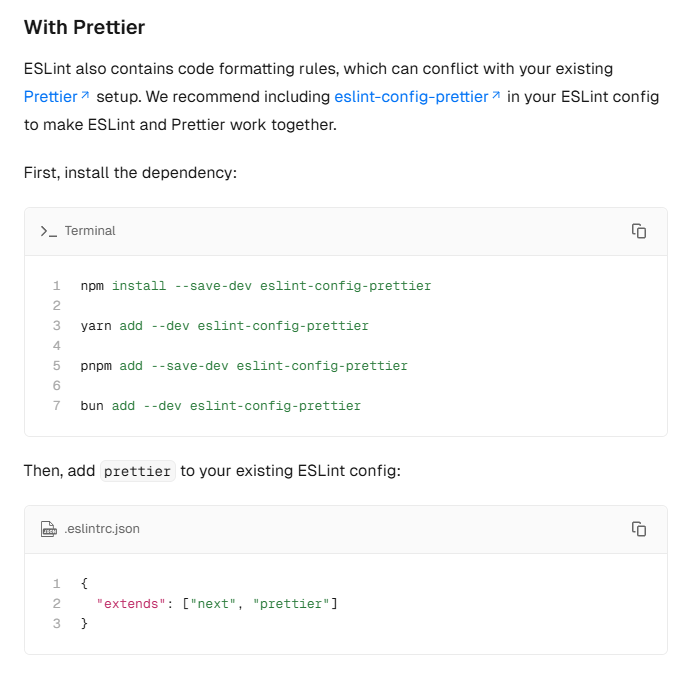 With Prettier
ESLint also contains code formatting rules, which can conflict with your existing
Prettier ↗ setup. We recommend including eslint-config-prettier ↗ in your ESLint config
to make ESLint and Prettier work together.
First, install the dependency:
Terminal
1 npm install --save-dev eslint-config-prettier
2
3 yarn add --dev eslint-config-prettier
4
5 pnpm add --save-dev eslint-config-prettier
6
7 bun add --dev eslint-config-prettier
Then, add prettier to your existing ESLint config:
.eslintrc.json
1 {
2   "extends": ["next", "prettier"]
3 }